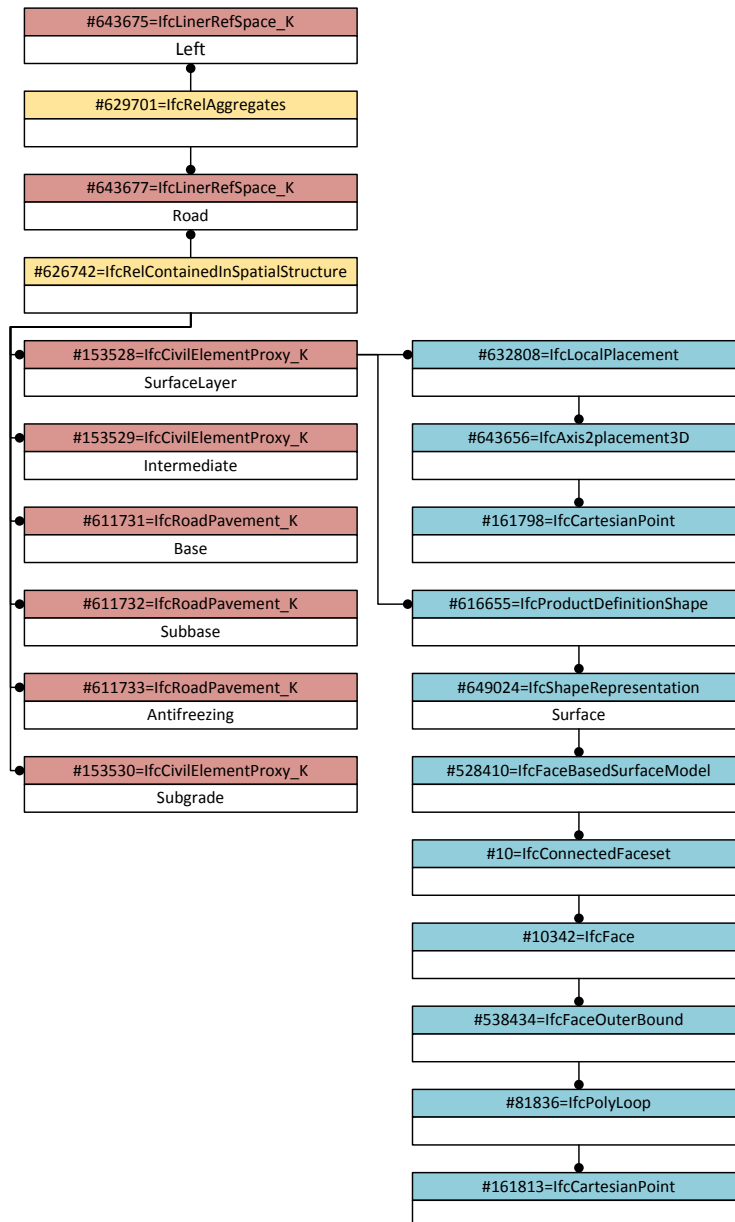 #643675=IfcLinerRefSpace_K
Left
#629701=IfcRelAggregates
#643677=IfcLinerRefSpace_K
Road
#626742=IfcRelContainedInSpatialStructure
#153528=IfcCivilElementProxy_K
SurfaceLayer
#153529=IfcCivilElementProxy_K
Intermediate
#611731=IfcRoadPavement_K
Base
#611732=IfcRoadPavement_K
Subbase
#611733=IfcRoadPavement_K
Antifreezing
#153530=IfcCivilElementProxy_K
Subgrade
#632808=IfcLocalPlacement
#643656=IfcAxis2placement3D
#161798=IfcCartesianPoint
#616655=IfcProductDefinitionShape
#649024=IfcShapeRepresentation
Surface
#528410=IfcFaceBasedSurfaceModel
#10=IfcConnectedFaceset
#10342=IfcFace
#538434=IfcFaceOuterBound
#81836=IfcPolyLoop
#161813=IfcCartesianPoint